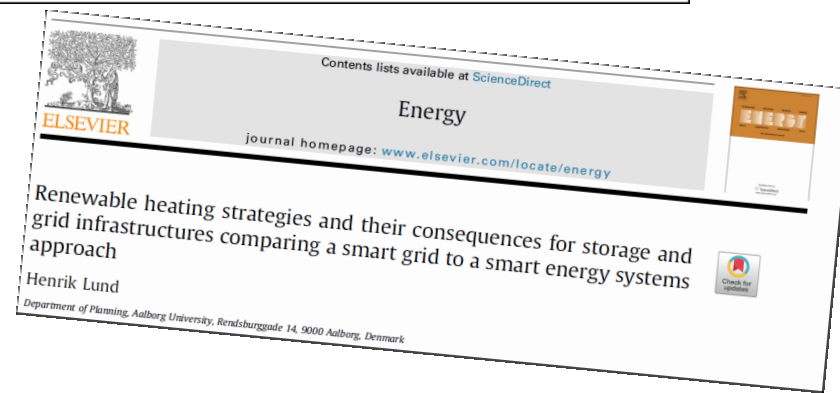 Contents lists available at ScienceDirect
Energy
journal homepage: www.elsevier.com/locate/energy
ELSEVIER
ENERGY
Renewable heating strategies and their consequences for storage and
grid infrastructures comparing a smart grid to a smart energy systems
approach
Check for
updates
Henrik Lund
Department of Planning, Aalborg University, Rendsburggade 14, 9000 Aalborg, Denmark